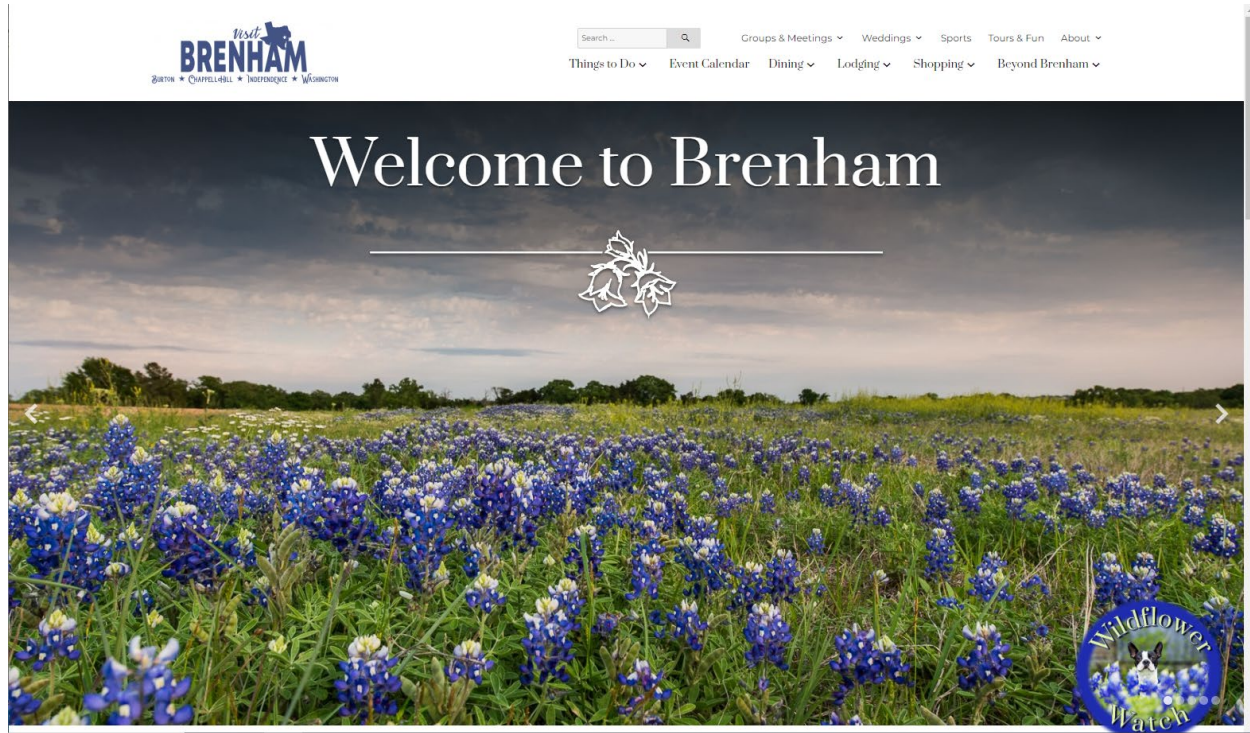 Visit
BRENHAM
BURTON ★ CHAPPELL HILL ★ INDEPENDENCE ★ WASHINGTON
Search ...
Groups & Meetings
Weddings
Sports
Tours & Fun
About
Things to Do
Event Calendar
Dining
Lodging
Shopping
Beyond Brenham
Welcome to Brenham
Wildflower
Watch